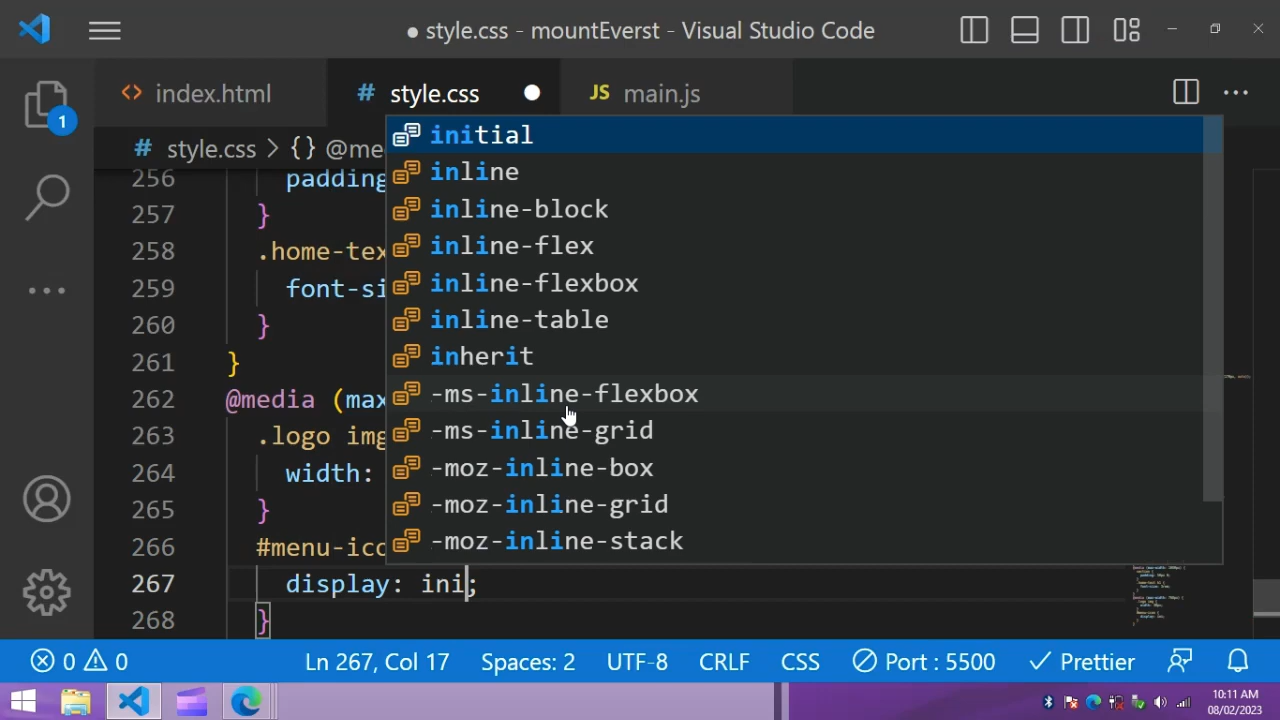 ● style.css - mountEverst - Visual Studio Code
1
<> index.html
# style.css ●
JS main.js
# style.css > {} @me
initial
inline
inline-block
inline-flex
inline-flexbox
inline-table
inherit
-ms-inline-flexbox
-ms-inline-grid
-moz-inline-box
-moz-inline-grid
-moz-inline-stack
256 padding
257 }
258 .home-tex
259 font-si
260 }
261 }
262 @media (max
263 .logo img
264 width:
265 }
266 #menu-ico
267 display: ini;
268 }
0 0 Ln 267, Col 17 Spaces: 2 UTF-8 CRLF CSS Port : 5500 Prettier
10:11 AM
08/02/2023